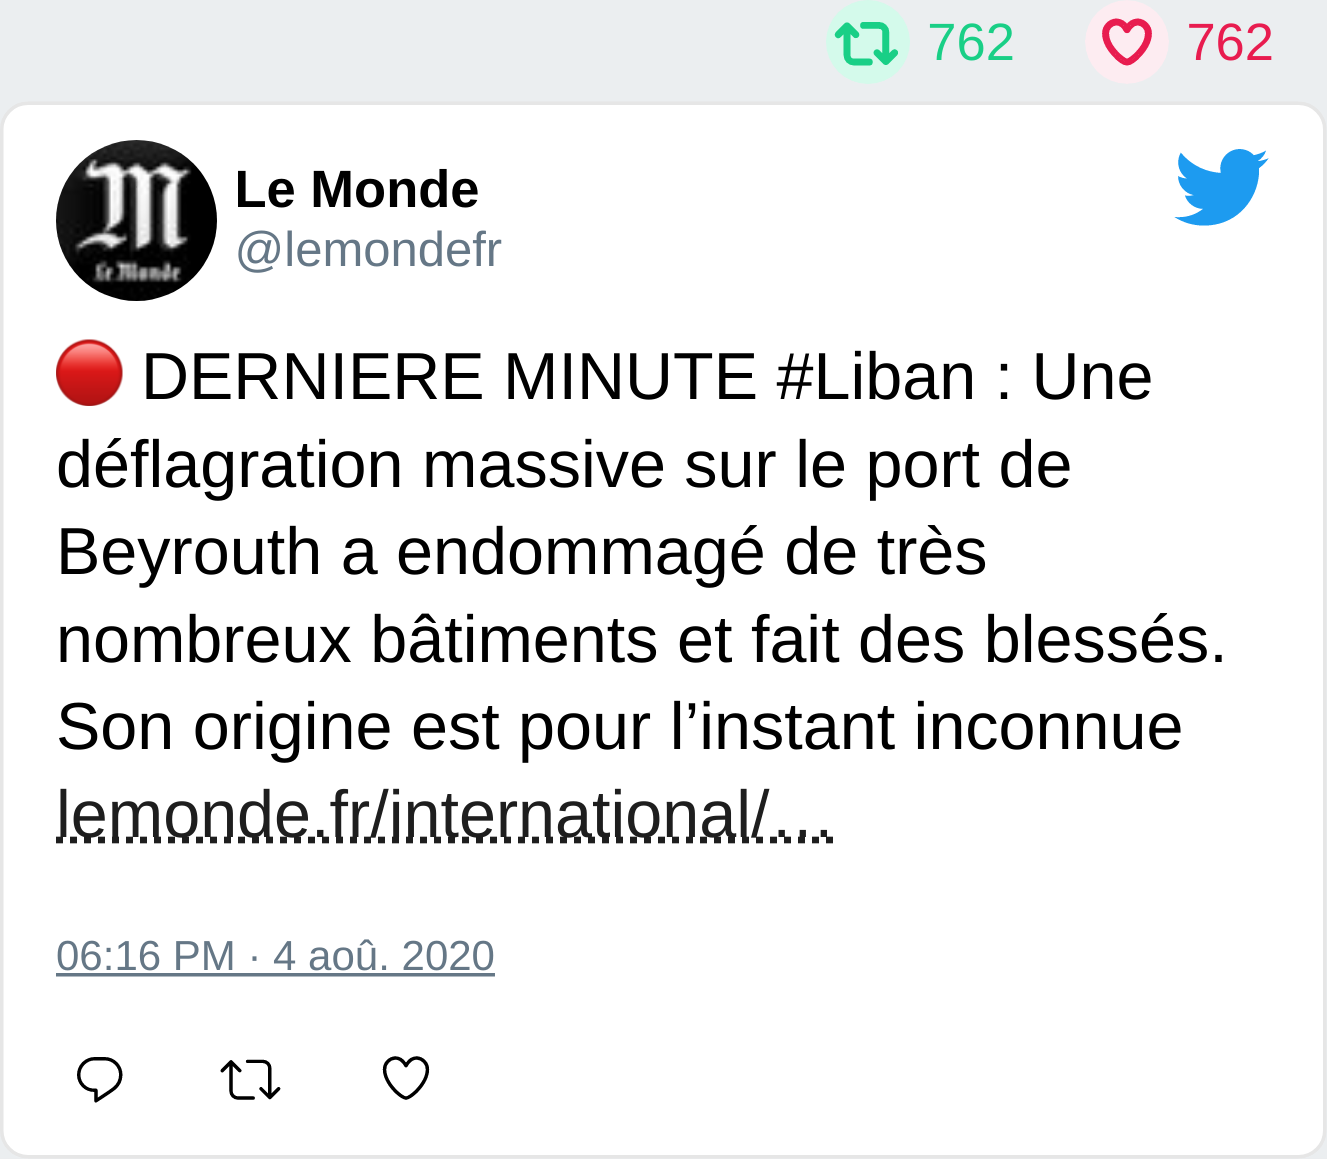 762 762
Le Monde
Le Monde
@lemondefr
🔴 DERNIERE MINUTE #Liban : Une
déflagration massive sur le port de
Beyrouth a endommagé de très
nombreux bâtiments et fait des blessés.
Son origine est pour l’instant inconnue
lemonde.fr/international/...
06:16 PM · 4 aoû. 2020